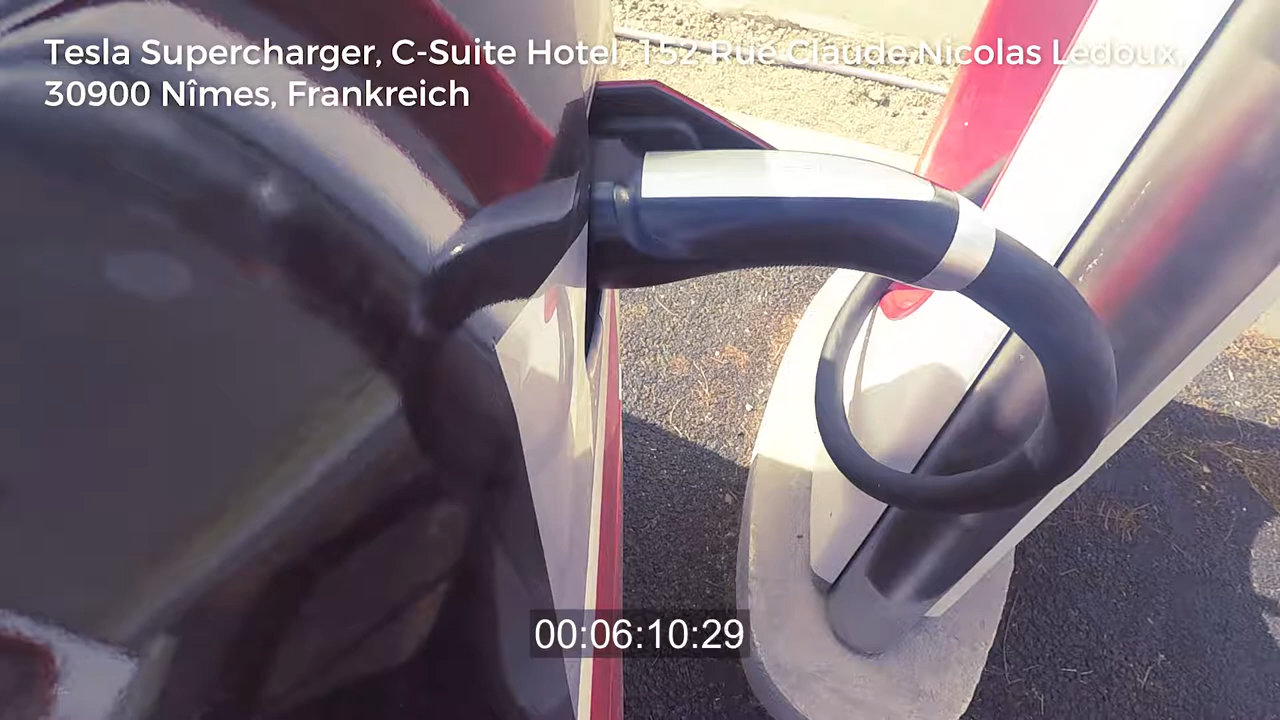 Tesla Supercharger, C-Suite Hotel, 152 Rue Claude Nicolas Ledoux,
30900 Nîmes, Frankreich
00:06:10:29